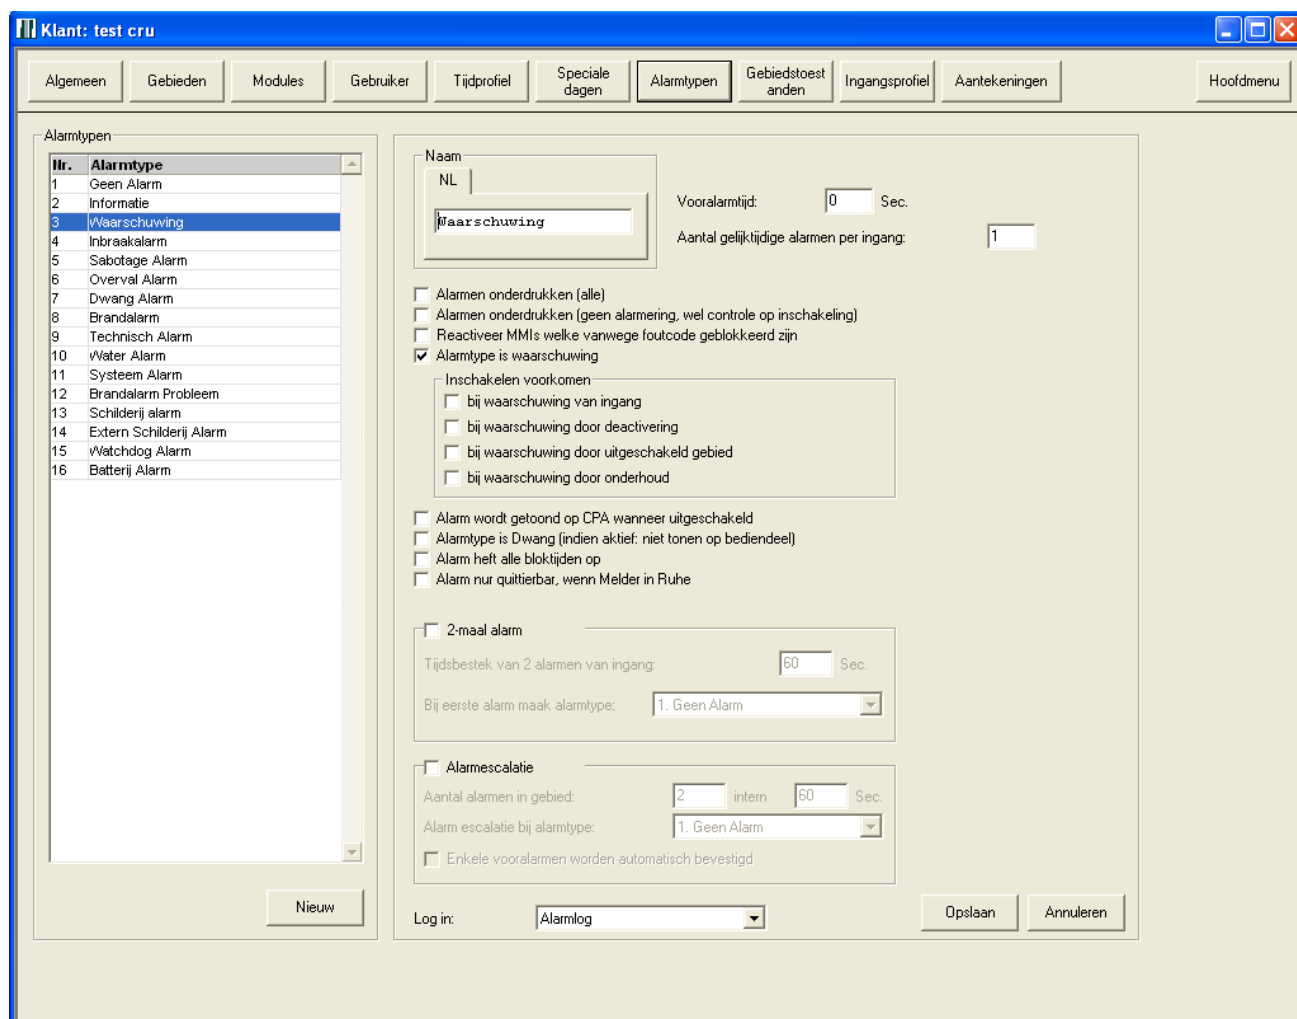 Klant: test cru
Algemeen
Gebieden
Modules
Gebruiker
Tijdprofiel
Speciale
dagen
Alarmtypen
Gebiedstoest
anden
Ingangsprofiel
Aantekeningen
Hoofdmenu
Alarmtypen
Nr. Alarmtype
1 Geen Alarm
2 Informatie
3 Waarschuwing
4 Inbraakalarm
5 Sabotage Alarm
6 Overval Alarm
7 Dwang Alarm
8 Brandalarm
9 Technisch Alarm
10 Water Alarm
11 Systeem Alarm
12 Brandalarm Probleem
13 Schilderij alarm
14 Extern Schilderij Alarm
15 Watchdog Alarm
16 Batterij Alarm
Nieuw
Naam
NL
Waarschuwing
Vooralarmtijd: 0 Sec.
Aantal gelijktijdige alarmen per ingang: 1
Alarmen onderdrukken (alle)
Alarmen onderdrukken (geen alarmering, wel controle op inschakeling)
Reactiveer MMIs welke vanwege foutcode geblokkeerd zijn
Alarmtype is waarschuwing
Inschakelen voorkomen
bij waarschuwing van ingang
bij waarschuwing door deactivering
bij waarschuwing door uitgeschakeld gebied
bij waarschuwing door onderhoud
Alarm wordt getoond op CPA wanneer uitgeschakeld
Alarmtype is Dwang (indien aktief: niet tonen op bediendeel)
Alarm heft alle bloktijden op
Alarm nur quittierbar, wenn Melder in Ruhe
2-maal alarm
Tijdsbestek van 2 alarmen van ingang: 60 Sec.
Bij eerste alarm maak alarmtype: 1. Geen Alarm
Alarmescalatie
Aantal alarmen in gebied: 2 intern 60 Sec.
Alarm escalatie bij alarmtype: 1. Geen Alarm
Enkele vooralarmen worden automatisch bevestigd
Log in: Alarmlog
Opslaan
Annuleren